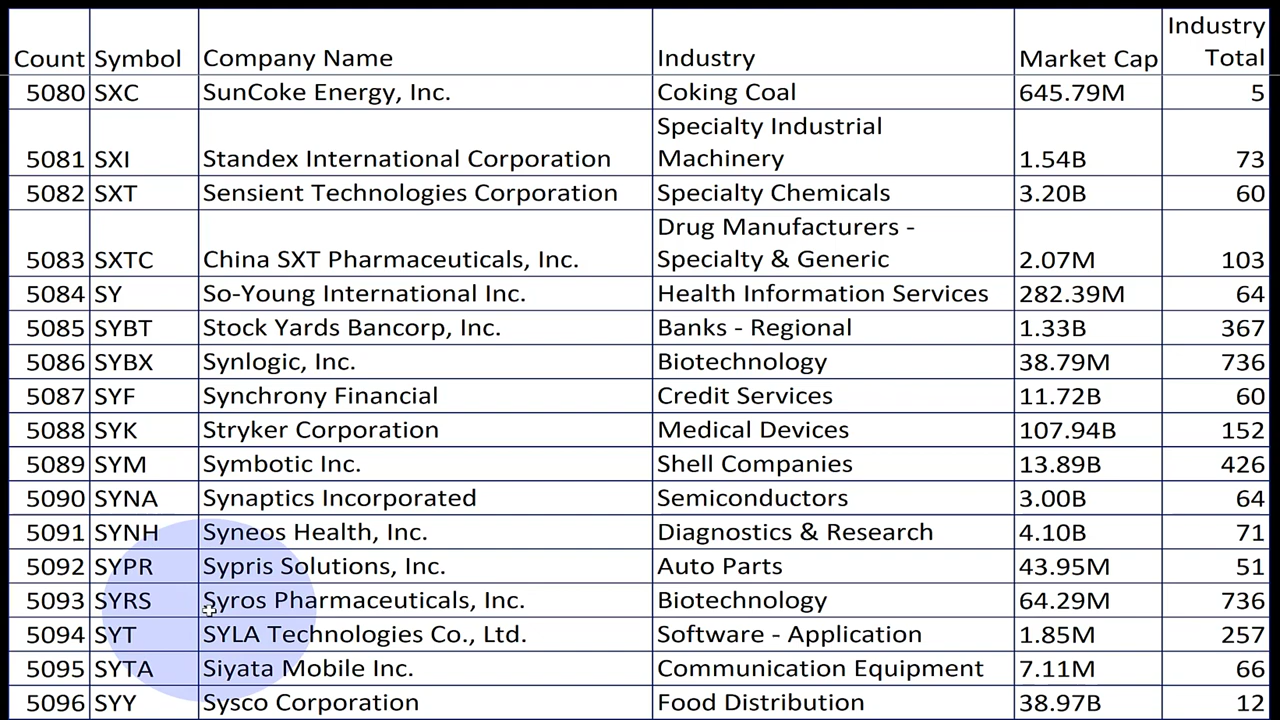 Count Symbol Company Name Industry Market Cap Industry Total
5080 SXC SunCoke Energy, Inc. Coking Coal 645.79M 5
5081 SXI Standex International Corporation Specialty Industrial Machinery 1.54B 73
5082 SXT Sensient Technologies Corporation Specialty Chemicals 3.20B 60
5083 SXTC China SXT Pharmaceuticals, Inc. Drug Manufacturers - Specialty & Generic 2.07M 103
5084 SY So-Young International Inc. Health Information Services 282.39M 64
5085 SYBT Stock Yards Bancorp, Inc. Banks - Regional 1.33B 367
5086 SYBX Synlogic, Inc. Biotechnology 38.79M 736
5087 SYF Synchrony Financial Credit Services 11.72B 60
5088 SYK Stryker Corporation Medical Devices 107.94B 152
5089 SYM Symbotic Inc. Shell Companies 13.89B 426
5090 SYNA Synaptics Incorporated Semiconductors 3.00B 64
5091 SYNH Syneos Health, Inc. Diagnostics & Research 4.10B 71
5092 SYPR Sypris Solutions, Inc. Auto Parts 43.95M 51
5093 SYRS Syros Pharmaceuticals, Inc. Biotechnology 64.29M 736
5094 SYT SYLA Technologies Co., Ltd. Software - Application 1.85M 257
5095 SYTA Siyata Mobile Inc. Communication Equipment 7.11M 66
5096 SYY Sysco Corporation Food Distribution 38.97B 12